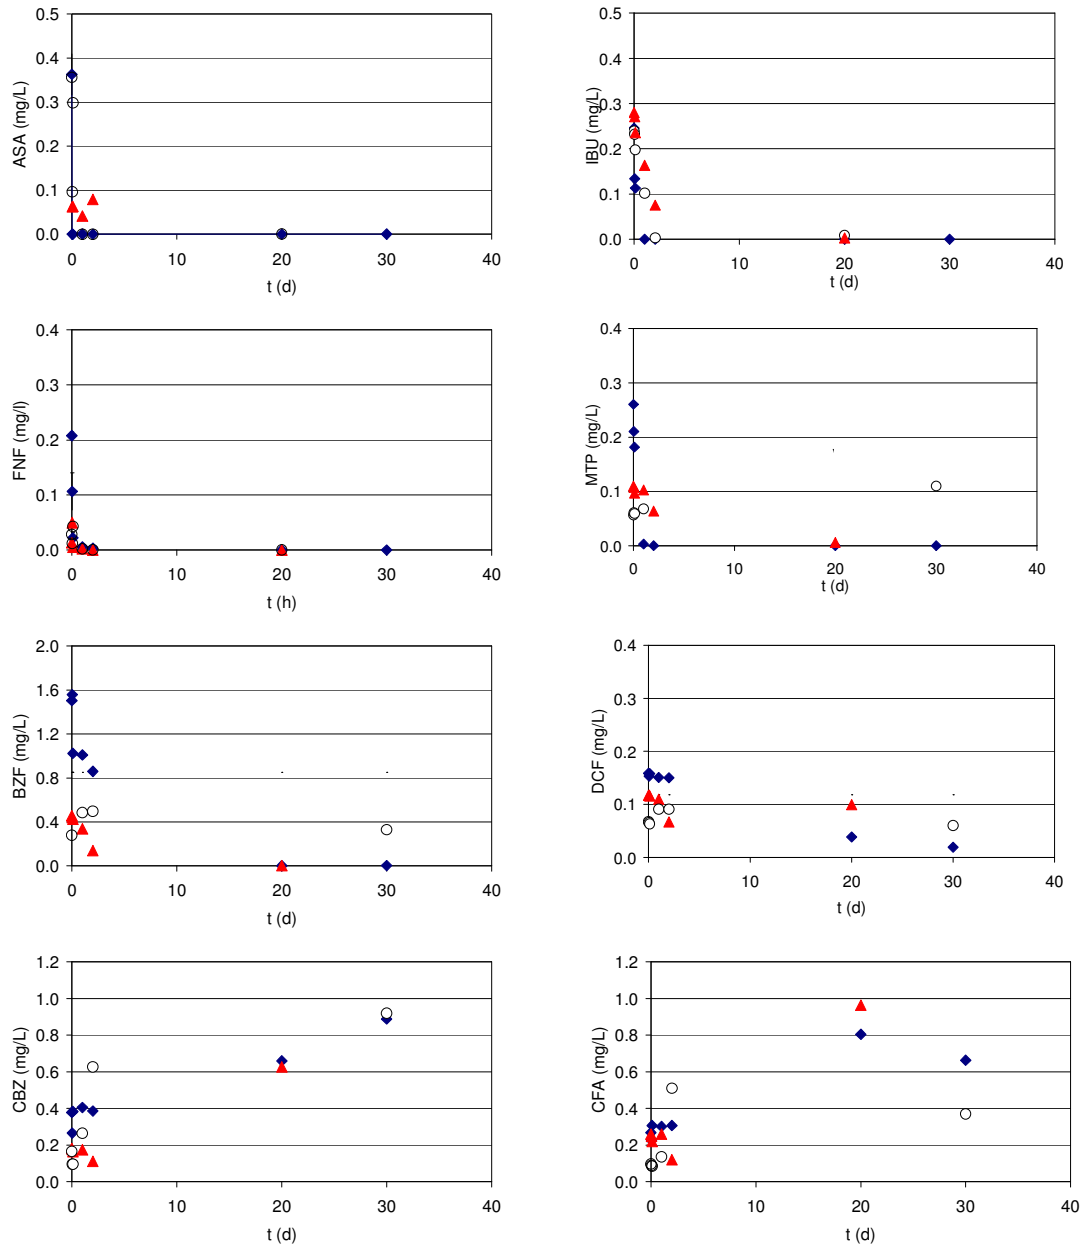 ASA (mg/L)
0.5
0.4
0.3
0.2
0.1
0.0
0 10 20 30 40
t (d)
IBU (mg/L)
0.5
0.4
0.3
0.2
0.1
0.0
0 10 20 30 40
t (d)
FNF (mg/l)
0.4
0.3
0.2
0.1
0.0
0 10 20 30 40
t (h)
MTP (mg/L)
0.4
0.3
0.2
0.1
0.0
0 10 20 30 40
t (d)
BZF (mg/L)
2.0
1.6
1.2
0.8
0.4
0.0
0 10 20 30 40
t (d)
DCF (mg/L)
0.4
0.3
0.2
0.1
0.0
0 10 20 30 40
t (d)
CBZ (mg/L)
1.2
1.0
0.8
0.6
0.4
0.2
0.0
0 10 20 30 40
t (d)
CFA (mg/L)
1.2
1.0
0.8
0.6
0.4
0.2
0.0
0 10 20 30 40
t (d)